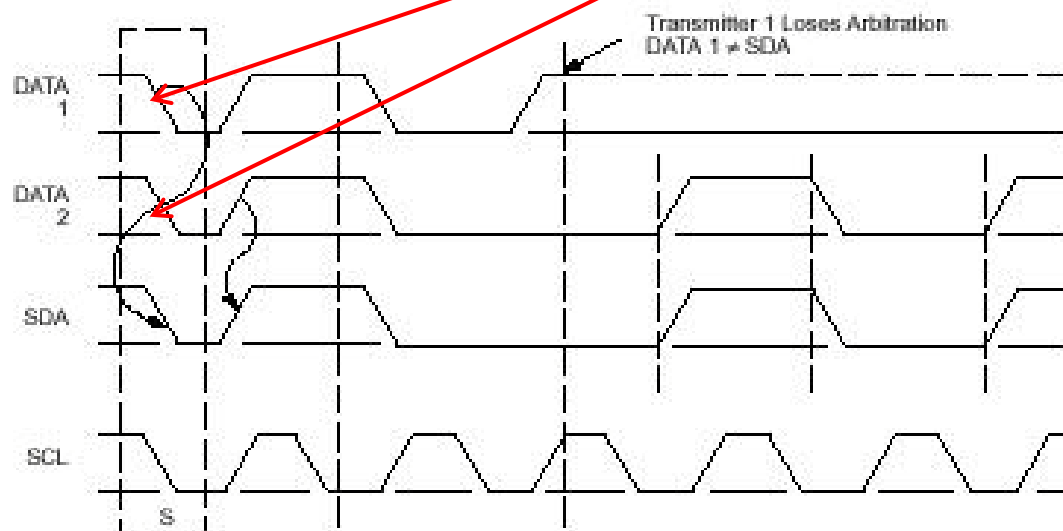 Transmitter 1 Loses Arbitration
DATA 1 ≠ SDA
DATA
1
DATA
2
SDA
SCL
S